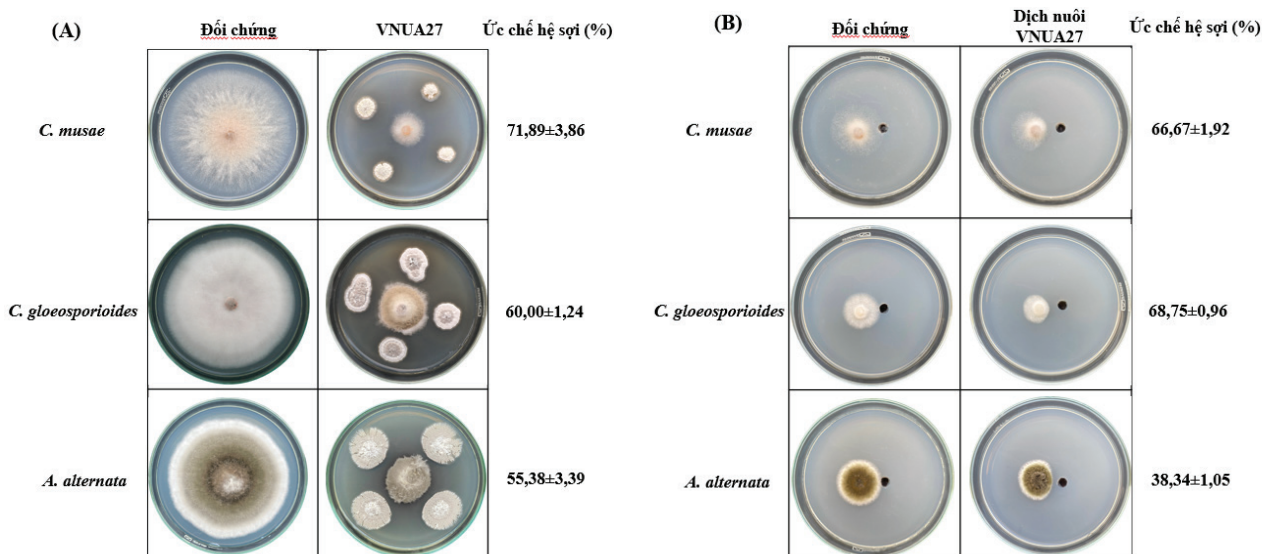 (A)
Đối chứng
VNUA27
Ức chế hệ sợi (%)
C. musae
71,89±3,86
C. gloeosporioides
60,00±1,24
A. alternata
55,38±3,39
(B)
Đối chứng
Dịch nuôi
VNUA27
Ức chế hệ sợi (%)
C. musae
66,67±1,92
C. gloeosporioides
68,75±0,96
A. alternata
38,34±1,05